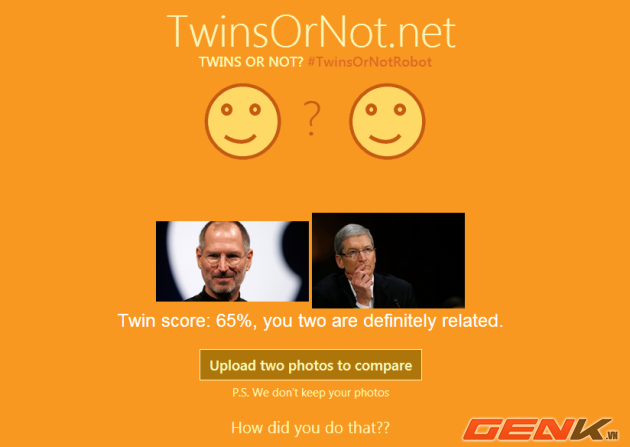 TwinsOrNot.net
TWINS OR NOT? #TwinsOrNotRobot
?
Twin score: 65%, you two are definitely related.
Upload two photos to compare
P.S. We don't keep your photos
How did you do that??
GENK.VN